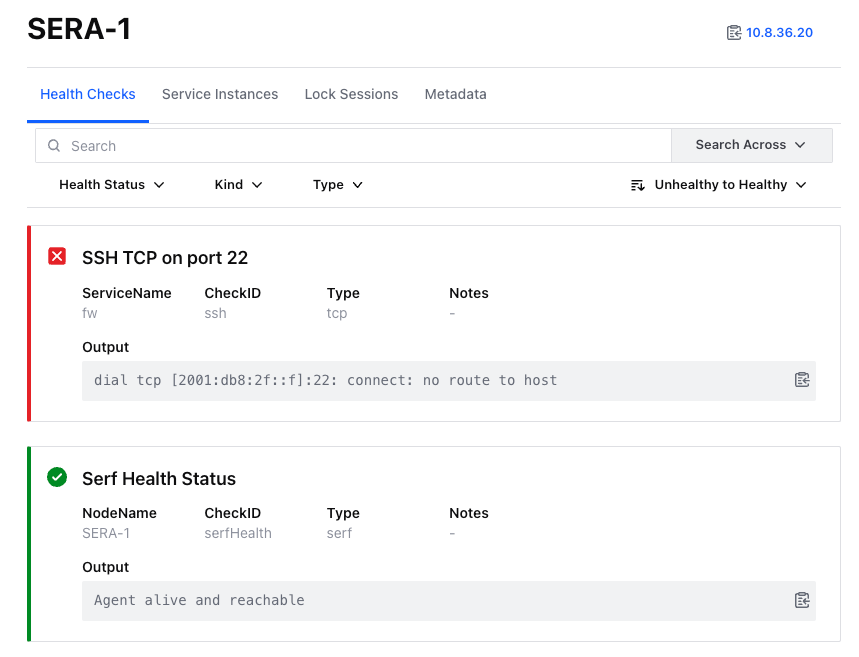 SERA-1
10.8.36.20
Health Checks Service Instances Lock Sessions Metadata
Search Search Across
Health Status Kind Type Unhealthy to Healthy
SSH TCP on port 22
ServiceName CheckID Type Notes
fw ssh tcp -
Output
dial tcp [2001:db8:2f::f]:22: connect: no route to host
Serf Health Status
NodeName CheckID Type Notes
SERA-1 serfHealth serf -
Output
Agent alive and reachable